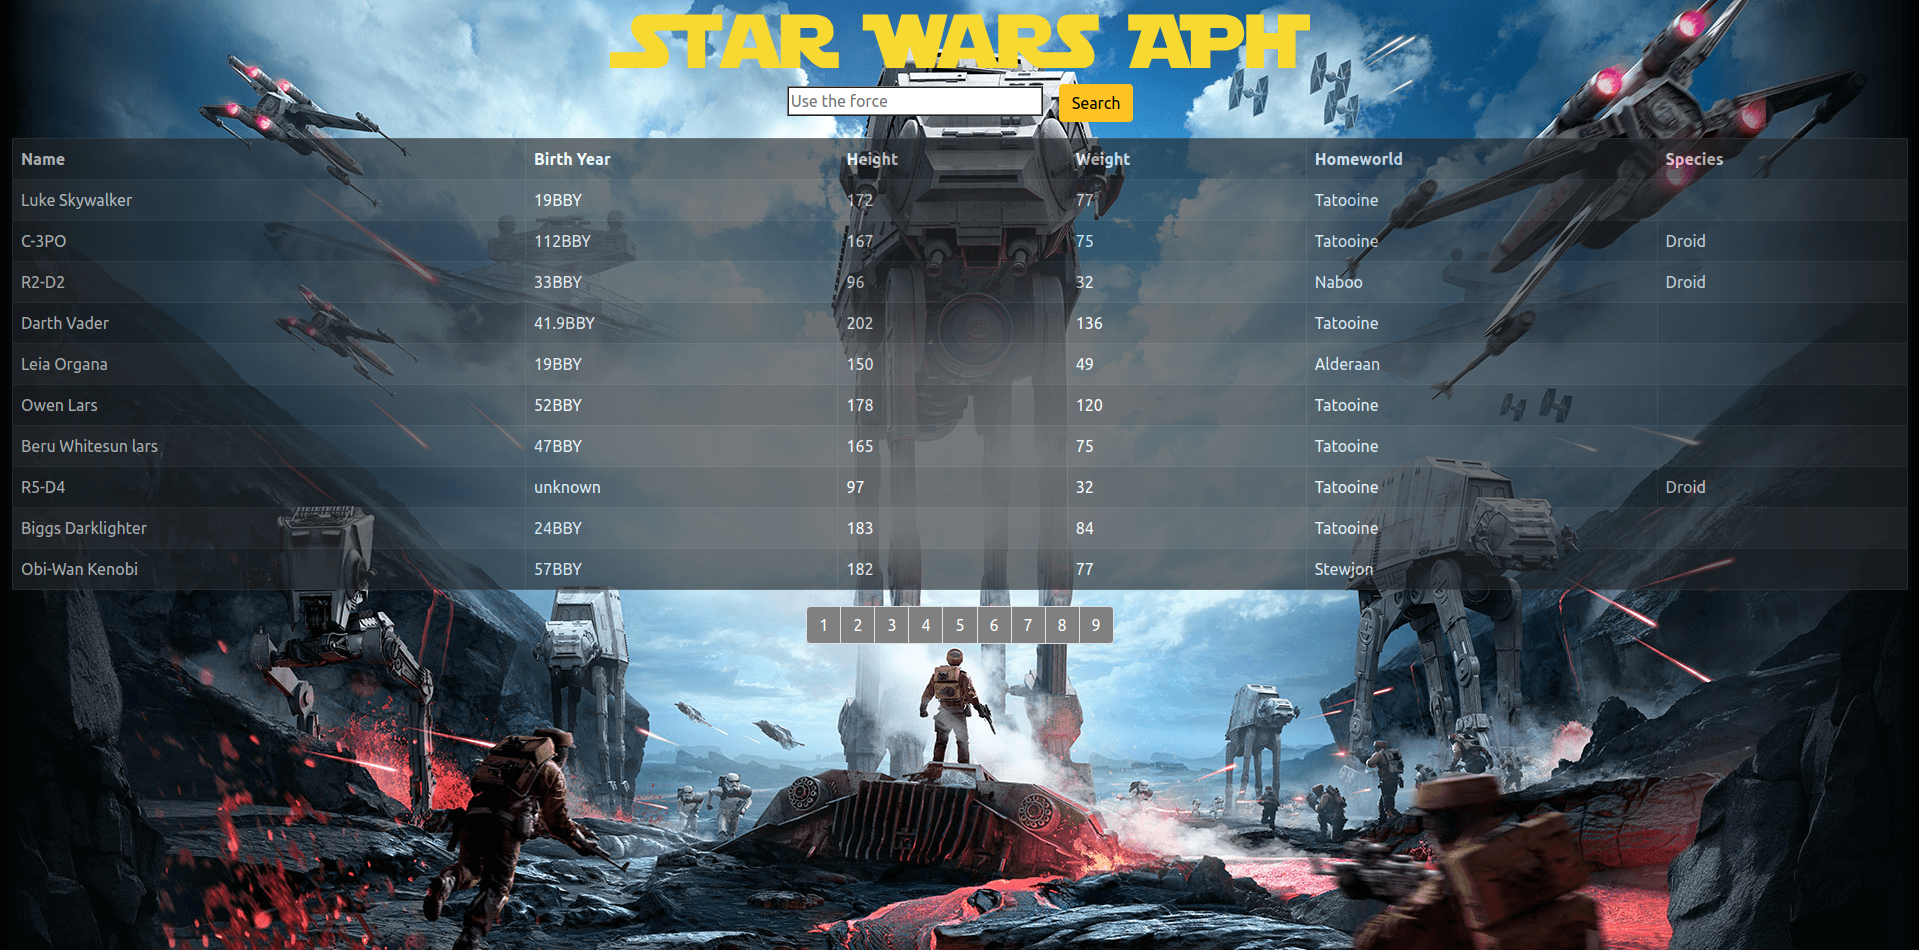 STAR WARS APH
Use the force Search
Name Birth Year Height Weight Homeworld Species
Luke Skywalker 19BBY 172 77 Tatooine
C-3PO 112BBY 167 75 Tatooine Droid
R2-D2 33BBY 96 32 Naboo Droid
Darth Vader 41.9BBY 202 136 Tatooine
Leia Organa 19BBY 150 49 Alderaan
Owen Lars 52BBY 178 120 Tatooine
Beru Whitesun lars 47BBY 165 75 Tatooine
R5-D4 unknown 97 32 Tatooine Droid
Biggs Darklighter 24BBY 183 84 Tatooine
Obi-Wan Kenobi 57BBY 182 77 Stewjon
1 2 3 4 5 6 7 8 9